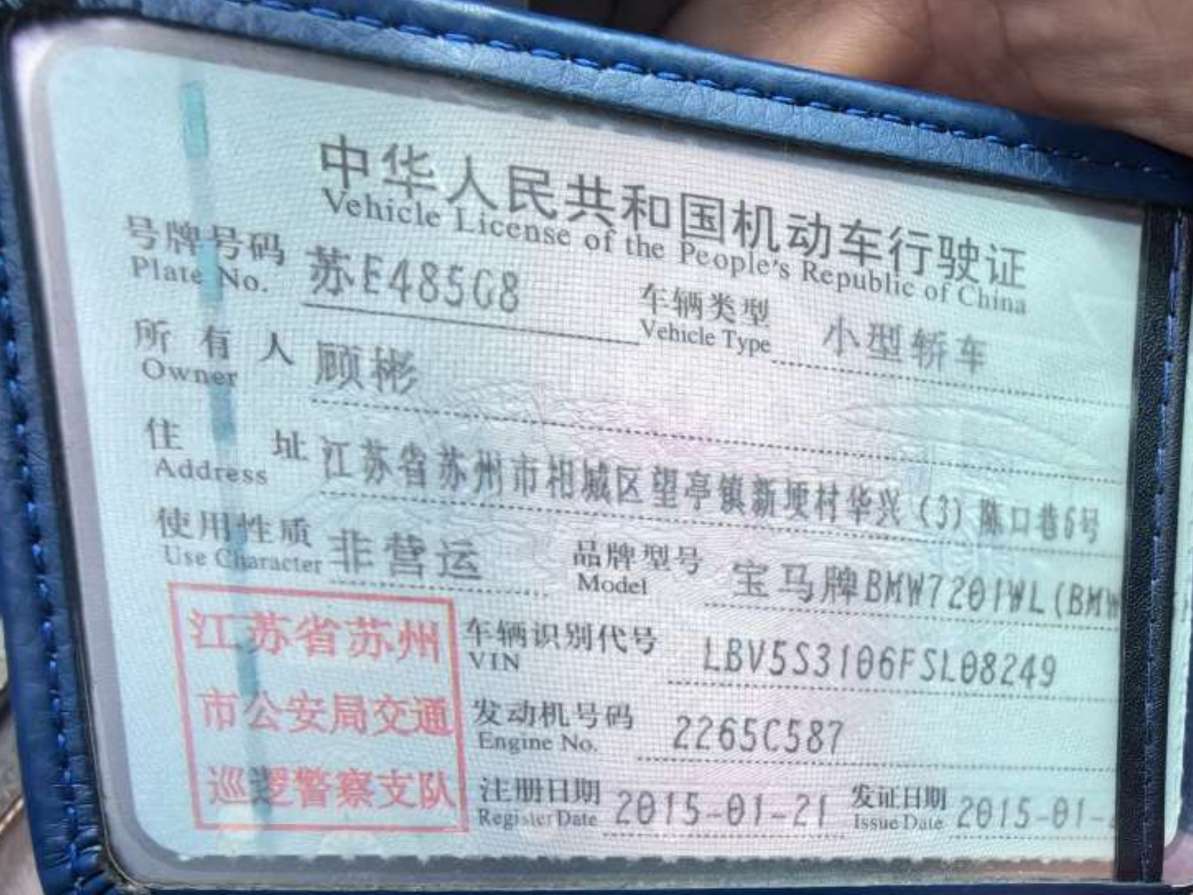 中华人民共和国机动车行驶证
Vehicle License of the People's Republic of China
号牌号码 苏E485G8 车辆类型 小型轿车
Plate No. Vehicle Type
所有人 顾彬
Owner
住址 江苏省苏州市相城区望亭镇新埂村华兴(3)陈口巷6号
Address
使用性质 非营运 品牌型号 宝马牌BMW7201WL(BMW
Use Character Model
江苏省苏州
市公安局交通
巡逻警察支队
车辆识别代号 LBV5S3106FSL08249
VIN
发动机号码 2265C587
Engine No.
注册日期 2015-01-21 发证日期 2015-01-
Register Date Issue Date